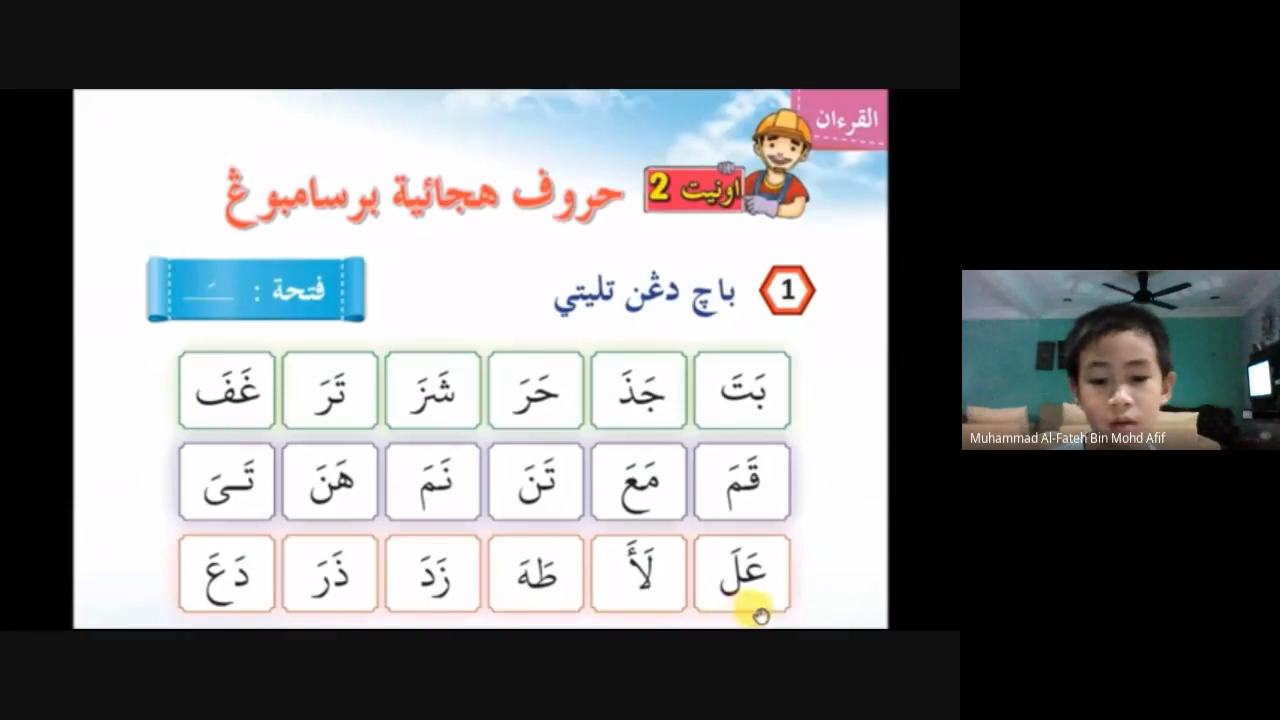 القرءان
اونيت 2 حروف هجائية برسامبوڠ
1 باچ دڠن تليتي
فتحة : ـَ
بَتَ جَذَ حَرَ شَزَ تَرَ غَفَ
قَمَ مَعَ تَنَ نَمَ هَنَ تَـىَ
عَلَ لَأَ طَهَ زَدَ ذَرَ دَعَ
Muhammad Al-Fateh Bin Mohd Afif